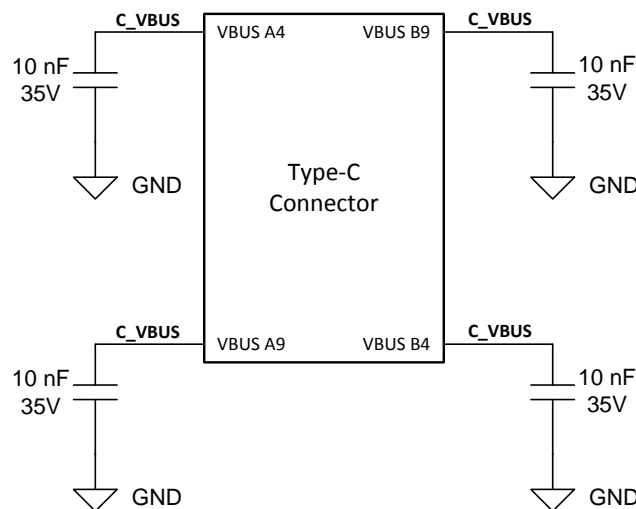 C_VBUS
VBUS A4
VBUS B9
C_VBUS
10 nF
35V
10 nF
35V
GND
Type-C
Connector
GND
C_VBUS
VBUS A9
VBUS B4
C_VBUS
10 nF
35V
10 nF
35V
GND
GND